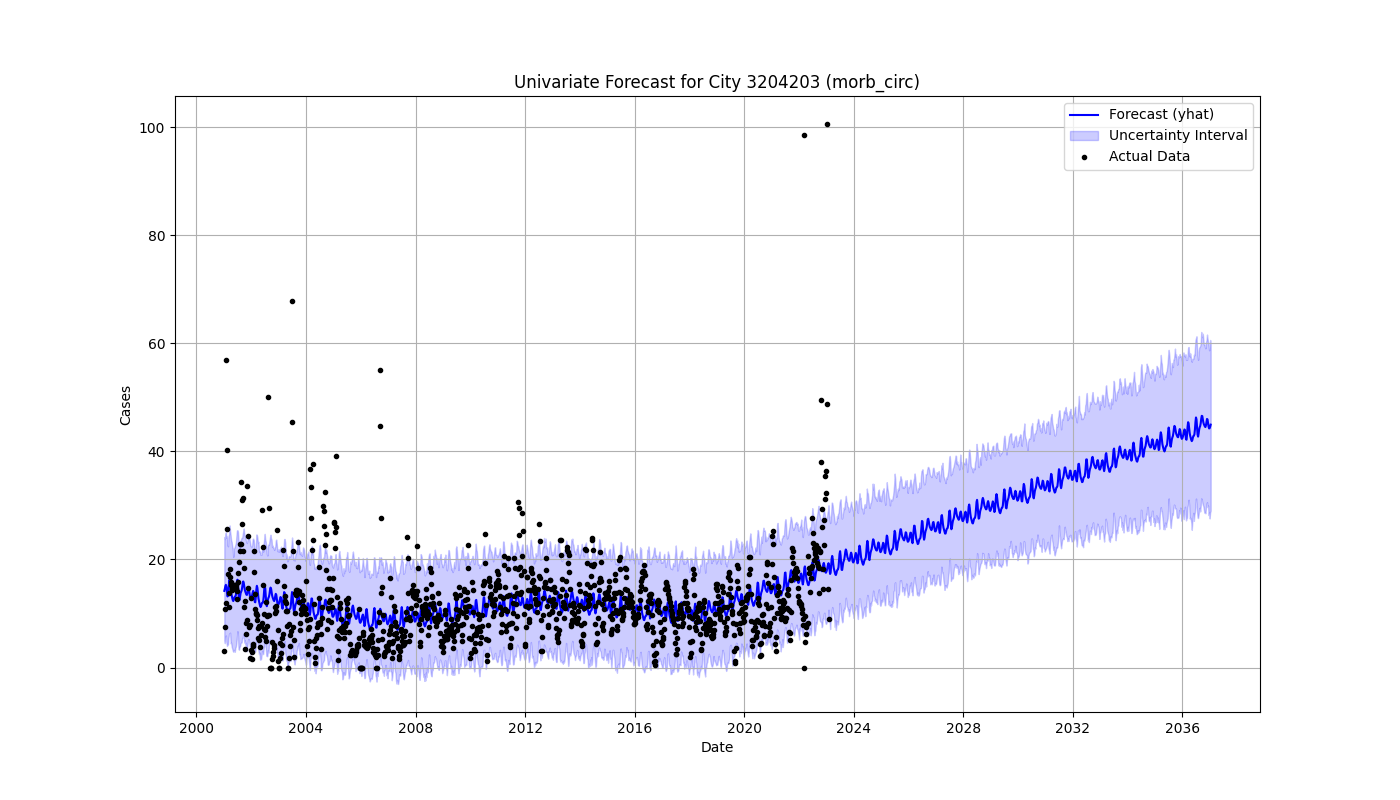 Univariate Forecast for City 3204203 (morb_circ)
Forecast (yhat)
Uncertainty Interval
Actual Data
100
80
60
40
20
0
Cases
2000 2004 2008 2012 2016 2020 2024 2028 2032 2036
Date